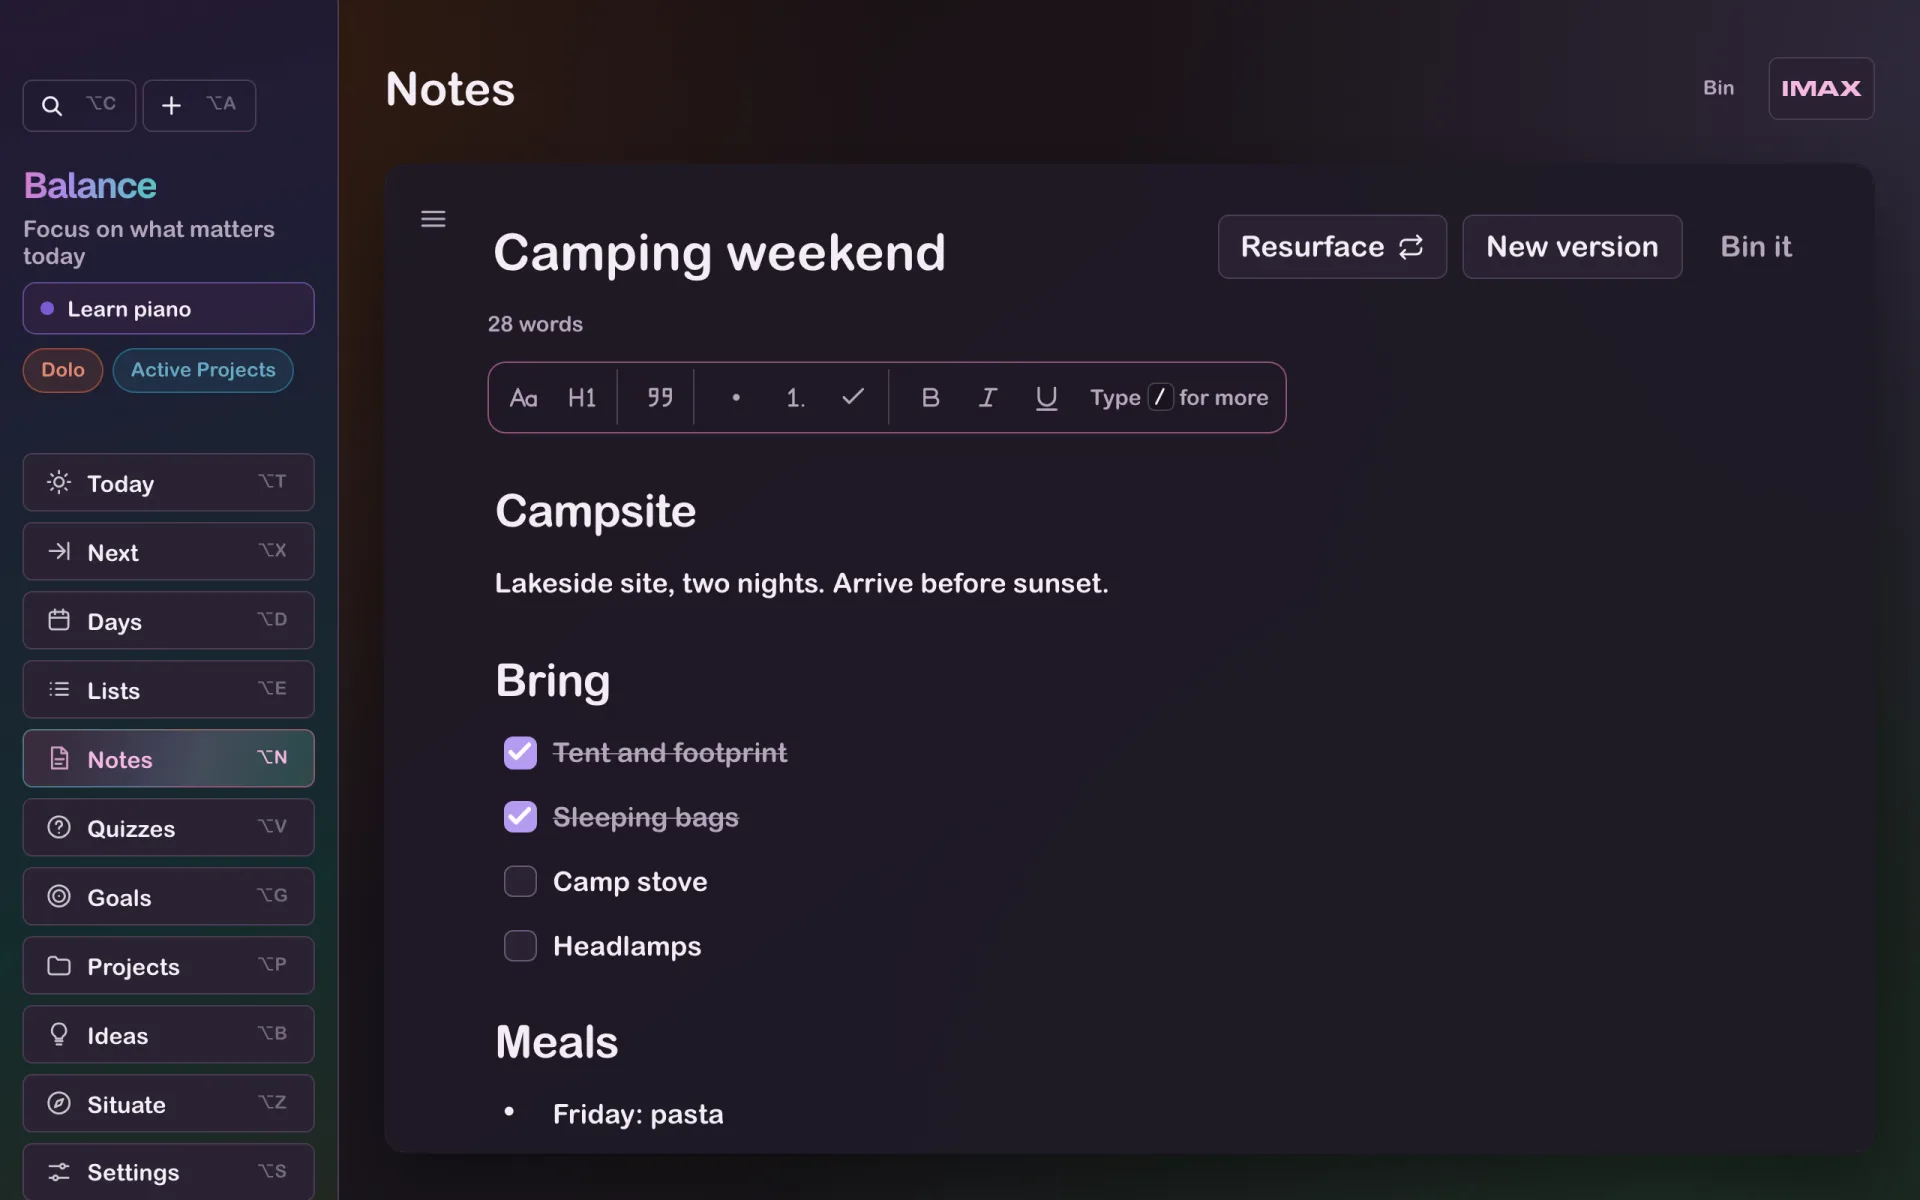 ⌥C
+ ⌥A
Balance
Focus on what matters
today
Learn piano
Dolo
Active Projects
Today ⌥T
Next ⌥X
Days ⌥D
Lists ⌥E
Notes ⌥N
Quizzes ⌥V
Goals ⌥G
Projects ⌥P
Ideas ⌥B
Situate ⌥Z
Settings ⌥S
Notes
Bin
IMAX
Camping weekend
Resurface
New version
Bin it
28 words
Aa H1 99 • 1. ✓ B I U Type / for more
Campsite
Lakeside site, two nights. Arrive before sunset.
Bring
Tent and footprint
Sleeping bags
Camp stove
Headlamps
Meals
• Friday: pasta